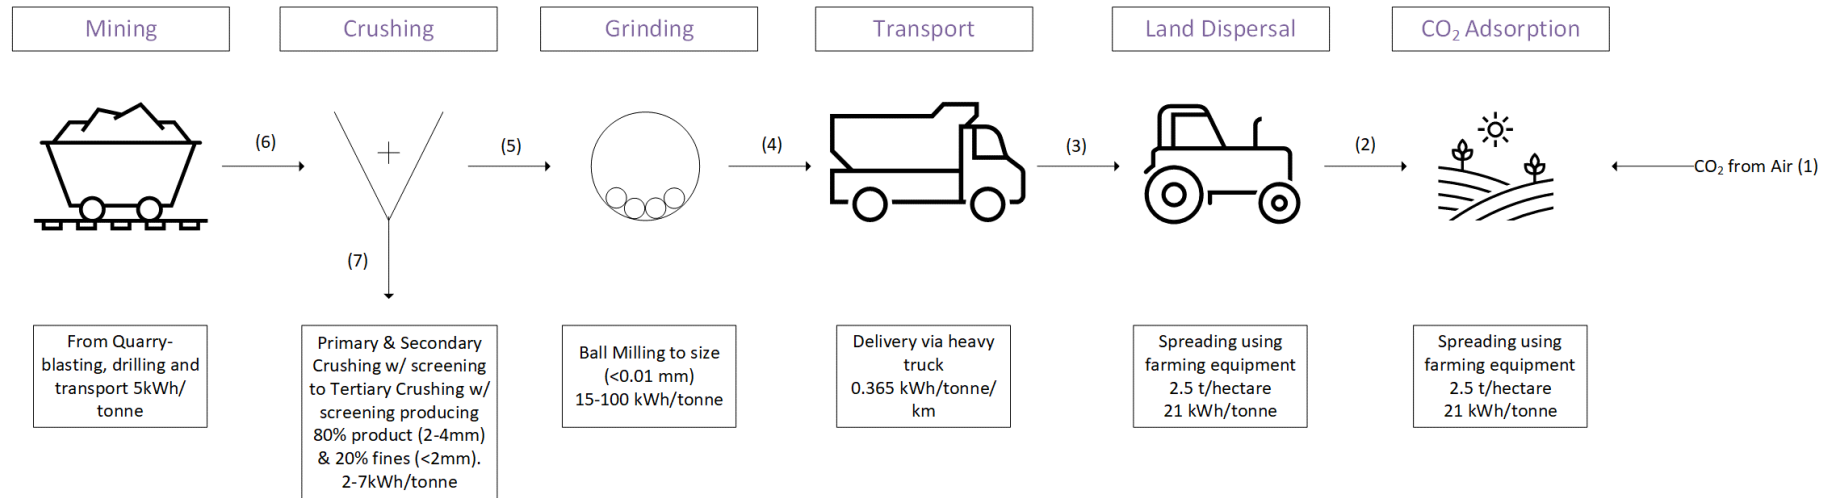 Mining
Crushing
Grinding
Transport
Land Dispersal
CO₂ Adsorption
(6)
(5)
(4)
(3)
(2)
CO₂ from Air (1)
(7)
From Quarry-
blasting, drilling and
transport 5kWh/
tonne
Primary & Secondary
Crushing w/ screening
to Tertiary Crushing w/
screening producing
80% product (2-4mm)
& 20% fines (<2mm).
2-7kWh/tonne
Ball Milling to size
(<0.01 mm)
15-100 kWh/tonne
Delivery via heavy
truck
0.365 kWh/tonne/
km
Spreading using
farming equipment
2.5 t/hectare
21 kWh/tonne
Spreading using
farming equipment
2.5 t/hectare
21 kWh/tonne